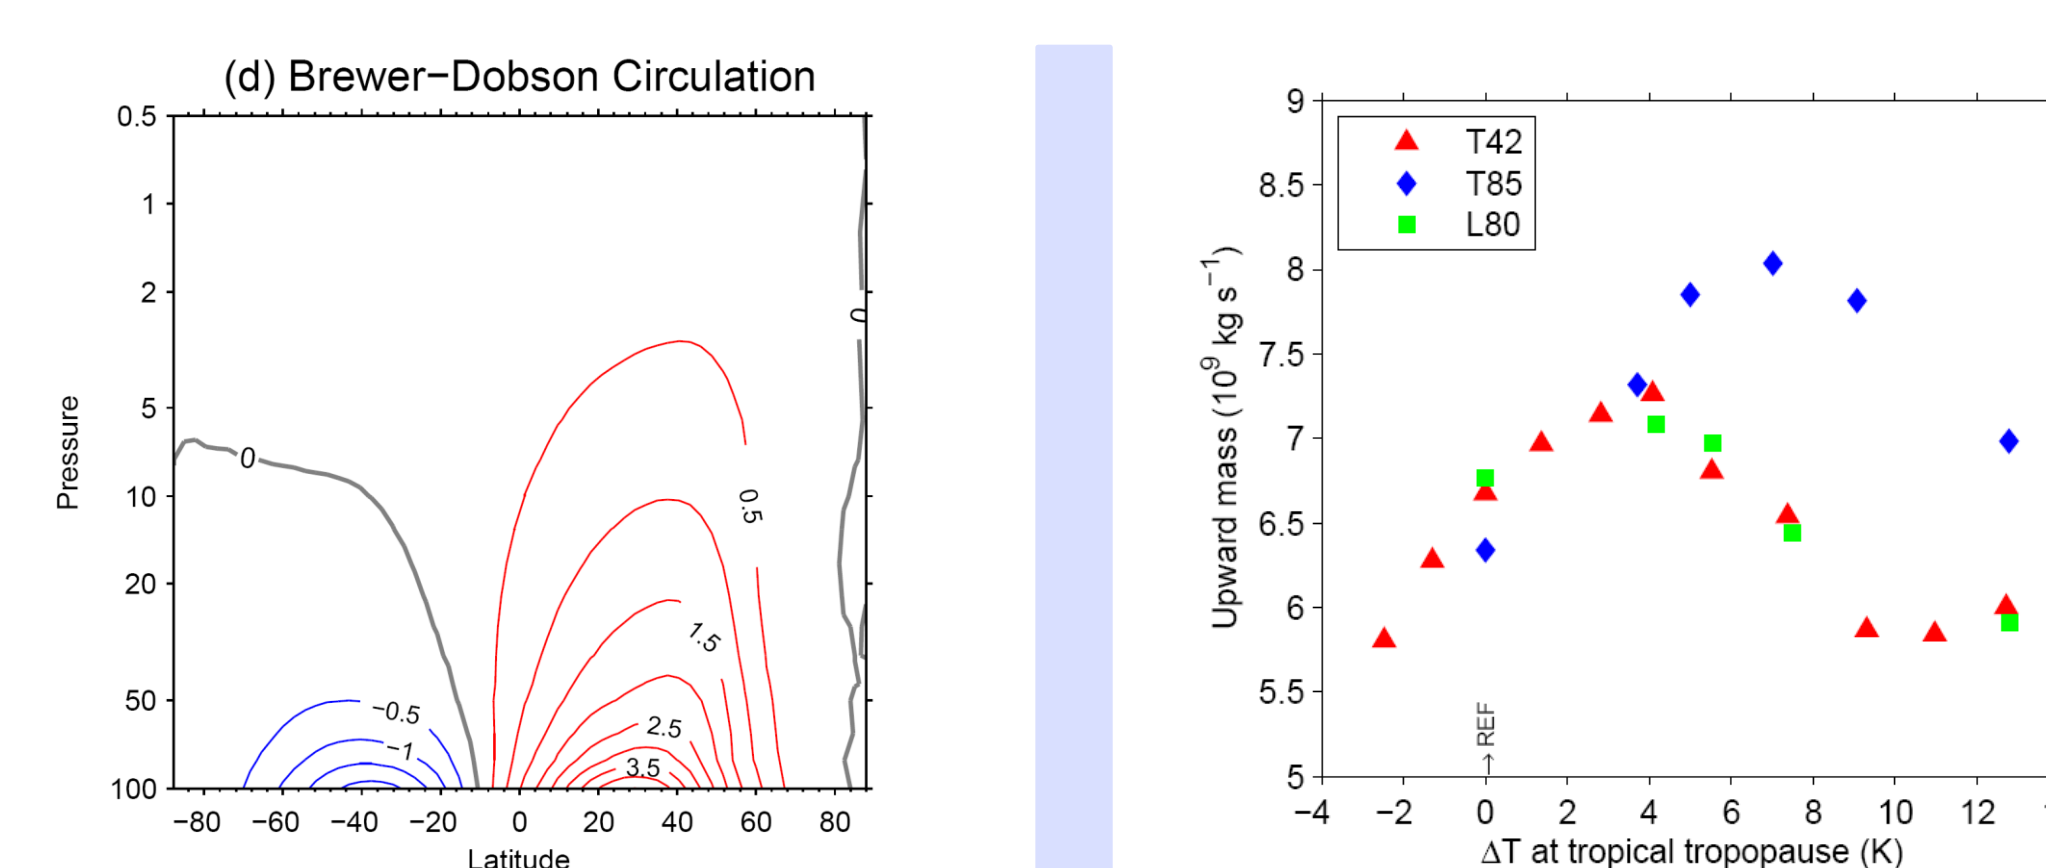 (d) Brewer−Dobson Circulation
0.5
1
2
5
10
20
50
100
Pressure
−80 −60 −40 −20 0 20 40 60 80
Latitude
0
0
0.5
1.5
2.5
3.5
−0.5
−1
9
8.5
8
7.5
7
6.5
6
5.5
5
Upward mass (10⁹ kg s⁻¹)
T42
T85
L80
→REF
−4 −2 0 2 4 6 8 10 12
ΔT at tropical tropopause (K)